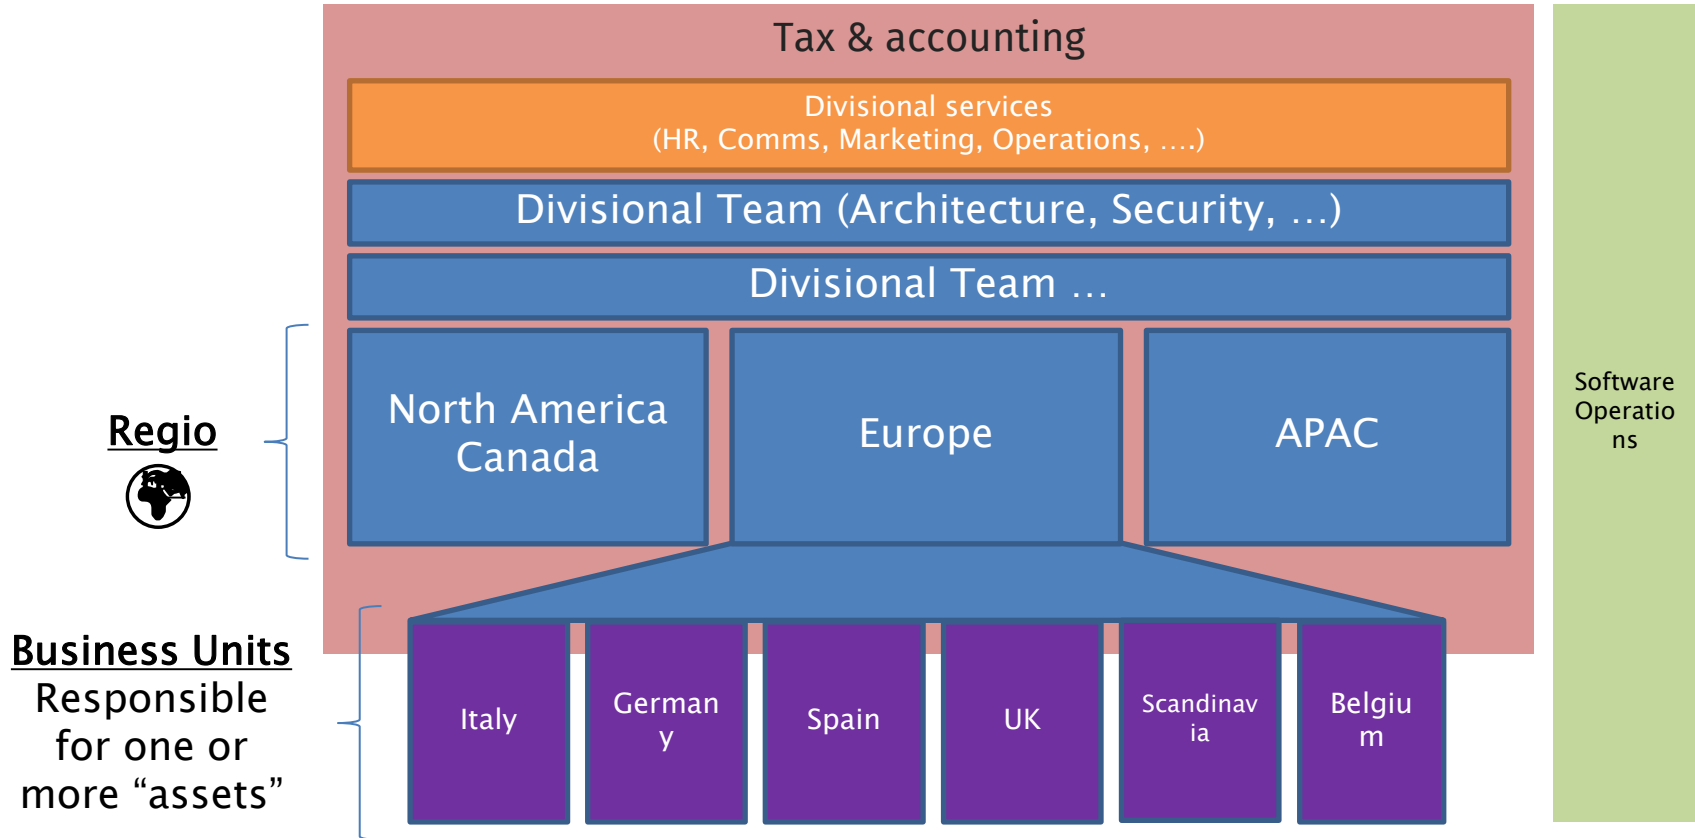 Tax & accounting
Divisional services
(HR, Comms, Marketing, Operations, ….)
Divisional Team (Architecture, Security, …)
Divisional Team …
Regio
North America
Canada
Europe
APAC
Software
Operatio
ns
Business Units
Responsible
for one or
more “assets”
Italy
German
y
Spain
UK
Scandinav
ia
Belgiu
m